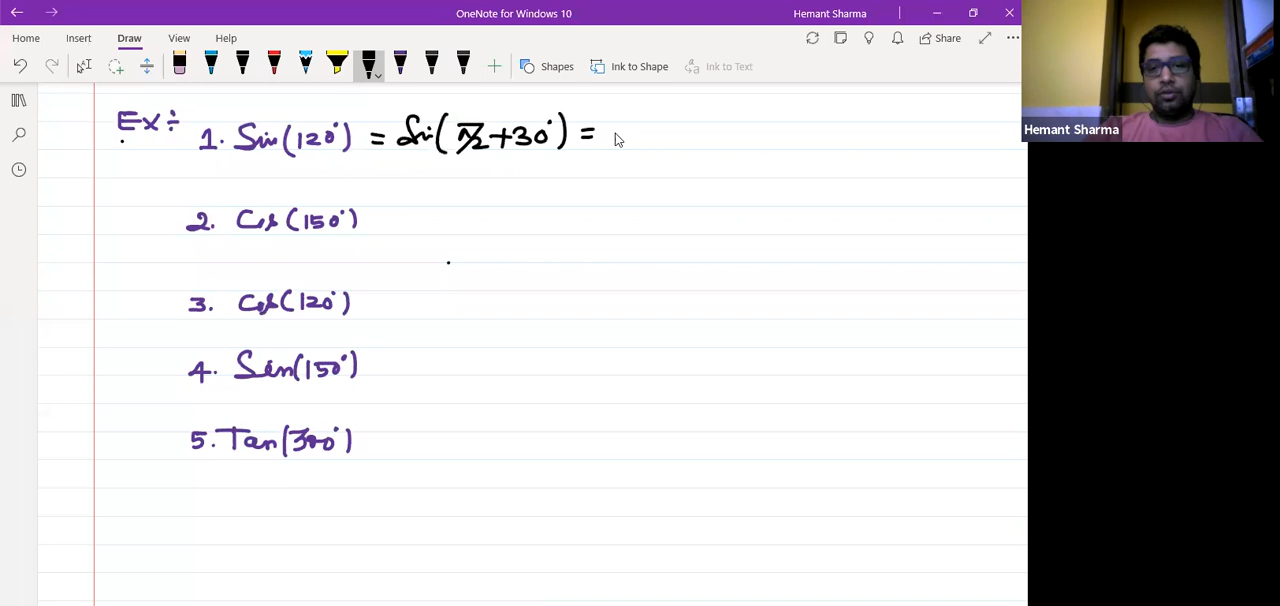 OneNote for Windows 10
Hemant Sharma
Home Insert Draw View Help
Share
Shapes Ink to Shape Ink to Text
Ex÷
1. Sin(120°) = Sin(π/2+30°) =
2. Cos(150°)
3. Cos(120°)
4. Sin(150°)
5. Tan(300°)
Hemant Sharma